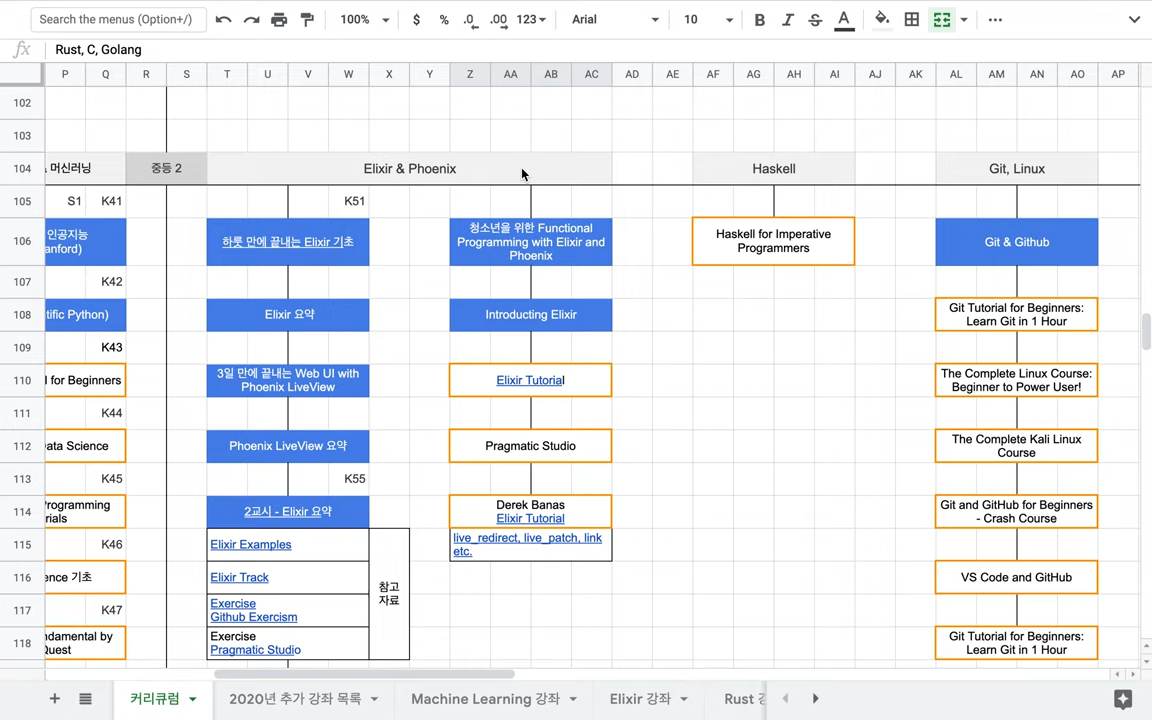 Search the menus (Option+/)
100%
$ % .0 .00 123
Arial
10
B I S A
fx Rust, C, Golang
P Q R S T U V W X Y Z AA AB AC AD AE AF AG AH AI AJ AK AL AM AN AO AP
102
103
104 머신러닝 중등 2 Elixir & Phoenix Haskell Git, Linux
105 S1 K41 K51
106 인공지능
anford)
하룻 만에 끝내는 Elixir 기초
청소년을 위한 Functional
Programming with Elixir and
Phoenix
Haskell for Imperative
Programmers
Git & Github
107 K42
108 tific Python) Elixir 요약 Introducting Elixir
Git Tutorial for Beginners:
Learn Git in 1 Hour
109 K43
110 l for Beginners
3일 만에 끝내는 Web UI with
Phoenix LiveView
Elixir Tutorial
The Complete Linux Course:
Beginner to Power User!
111 K44
112 ata Science Phoenix LiveView 요약 Pragmatic Studio
The Complete Kali Linux
Course
113 K45 K55
114 rogramming
rials
2교시 - Elixir 요약
Derek Banas
Elixir Tutorial
Git and GitHub for Beginners
- Crash Course
115 K46 Elixir Examples
live_redirect, live_patch, link
etc.
116 ence 기초 Elixir Track
참고
자료
VS Code and GitHub
117 K47
Exercise
Github Exercism
118 ndamental by
Quest
Exercise
Pragmatic Studio
Git Tutorial for Beginners:
Learn Git in 1 Hour
커리큘럼 2020년 추가 강좌 목록 Machine Learning 강좌 Elixir 강좌 Rust